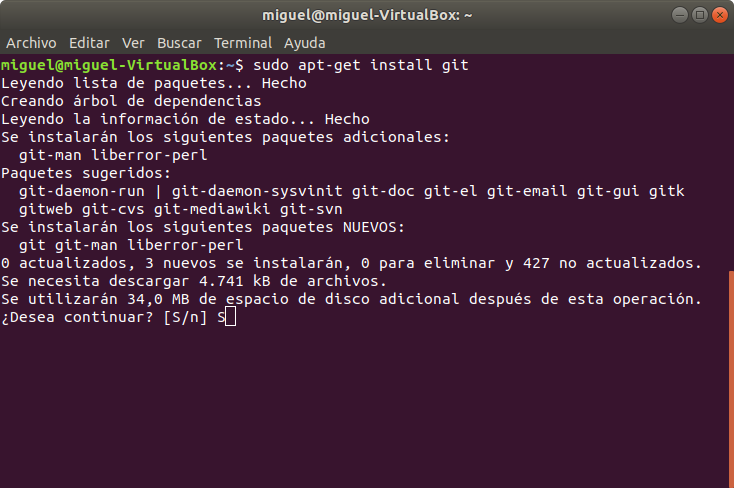 miguel@miguel-VirtualBox: ~
Archivo Editar Ver Buscar Terminal Ayuda
miguel@miguel-VirtualBox:~$ sudo apt-get install git
Leyendo lista de paquetes... Hecho
Creando árbol de dependencias
Leyendo la información de estado... Hecho
Se instalarán los siguientes paquetes adicionales:
  git-man liberror-perl
Paquetes sugeridos:
  git-daemon-run | git-daemon-sysvinit git-doc git-el git-email git-gui gitk
  gitweb git-cvs git-mediawiki git-svn
Se instalarán los siguientes paquetes NUEVOS:
  git git-man liberror-perl
0 actualizados, 3 nuevos se instalarán, 0 para eliminar y 427 no actualizados.
Se necesita descargar 4.741 kB de archivos.
Se utilizarán 34,0 MB de espacio de disco adicional después de esta operación.
¿Desea continuar? [S/n] S